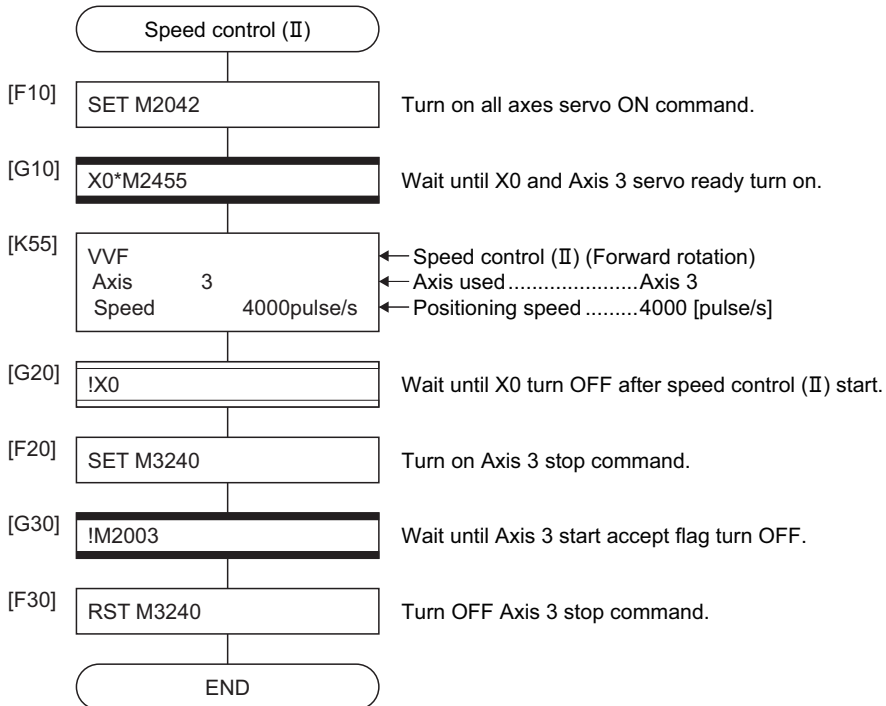 Speed control (Ⅱ)
[F10] SET M2042 Turn on all axes servo ON command.
[G10] X0*M2455 Wait until X0 and Axis 3 servo ready turn on.
[K55] VVF Speed control (Ⅱ) (Forward rotation)
Axis 3 Axis used......................Axis 3
Speed 4000pulse/s Positioning speed .........4000 [pulse/s]
[G20] !X0 Wait until X0 turn OFF after speed control (Ⅱ) start.
[F20] SET M3240 Turn on Axis 3 stop command.
[G30] !M2003 Wait until Axis 3 start accept flag turn OFF.
[F30] RST M3240 Turn OFF Axis 3 stop command.
END